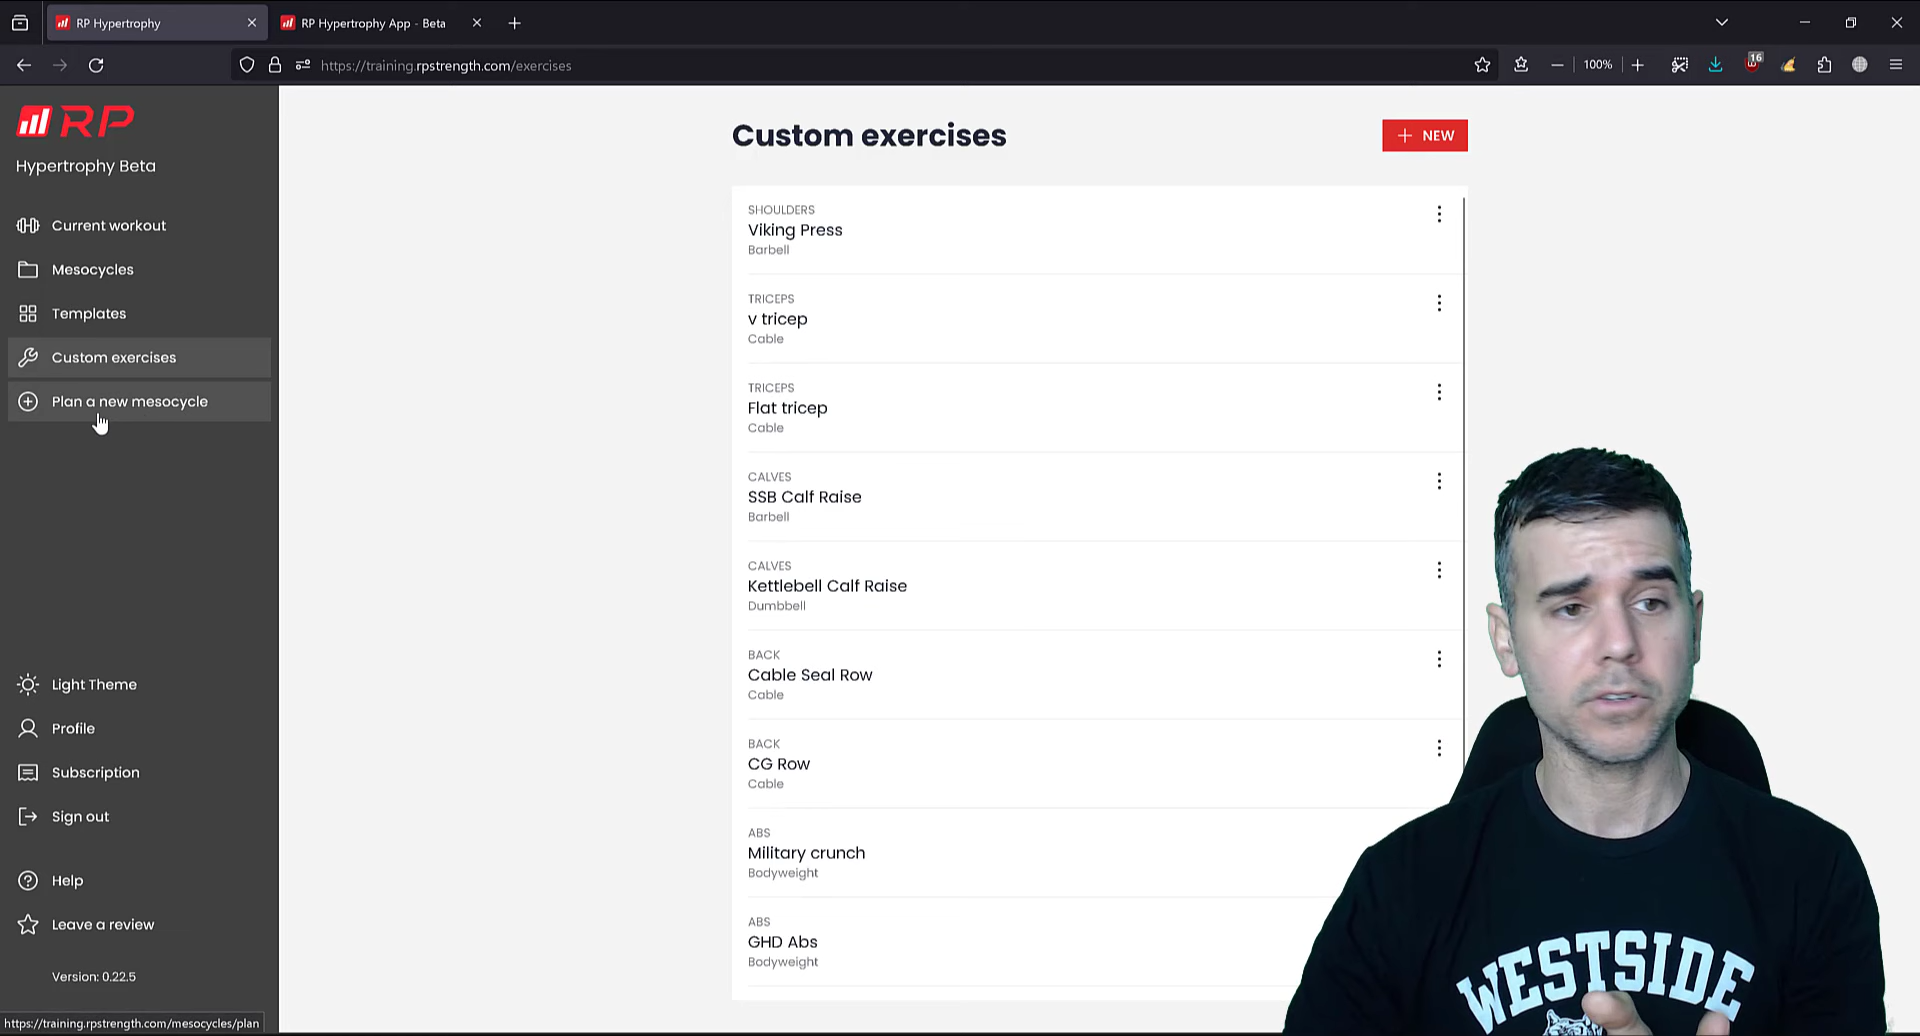 RP Hypertrophy
RP Hypertrophy App - Beta
https://training.rpstrength.com/exercises
100%
16
RP
Hypertrophy Beta
Current workout
Mesocycles
Templates
Custom exercises
Plan a new mesocycle
Light Theme
Profile
Subscription
Sign out
Help
Leave a review
Version: 0.22.5
https://training.rpstrength.com/mesocycles/plan
Custom exercises
NEW
SHOULDERS
Viking Press
Barbell
TRICEPS
v tricep
Cable
TRICEPS
Flat tricep
Cable
CALVES
SSB Calf Raise
Barbell
CALVES
Kettlebell Calf Raise
Dumbbell
BACK
Cable Seal Row
Cable
BACK
CG Row
Cable
ABS
Military crunch
Bodyweight
ABS
GHD Abs
Bodyweight
WESTSIDE